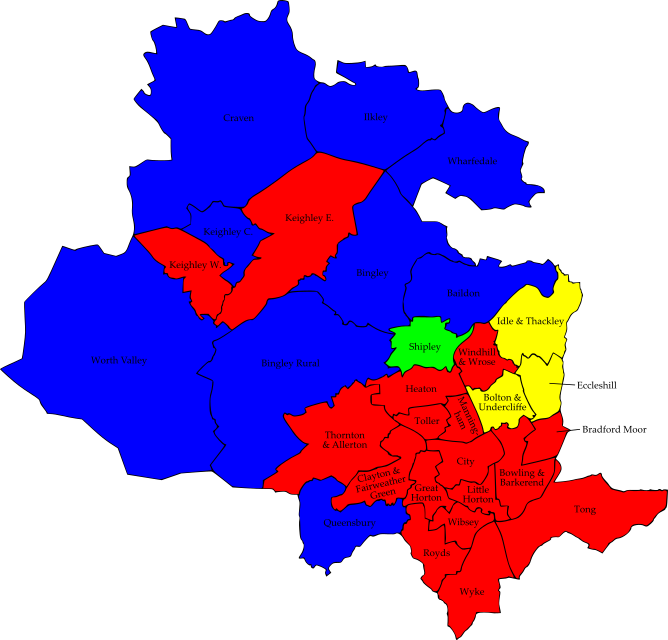 Craven
Ilkley
Wharfedale
Keighley E.
Keighley C.
Keighley W.
Bingley
Baildon
Idle & Thackley
Shipley
Windhill
& Wrose
Worth Valley
Bingley Rural
Eccleshill
Heaton
Bolton &
Undercliffe
Manning-
ham
Toller
Bradford Moor
Thornton
& Allerton
City
Clayton &
Fairweather
Green
Bowling &
Barkerend
Great
Horton
Little
Horton
Tong
Queensbury
Wibsey
Royds
Wyke